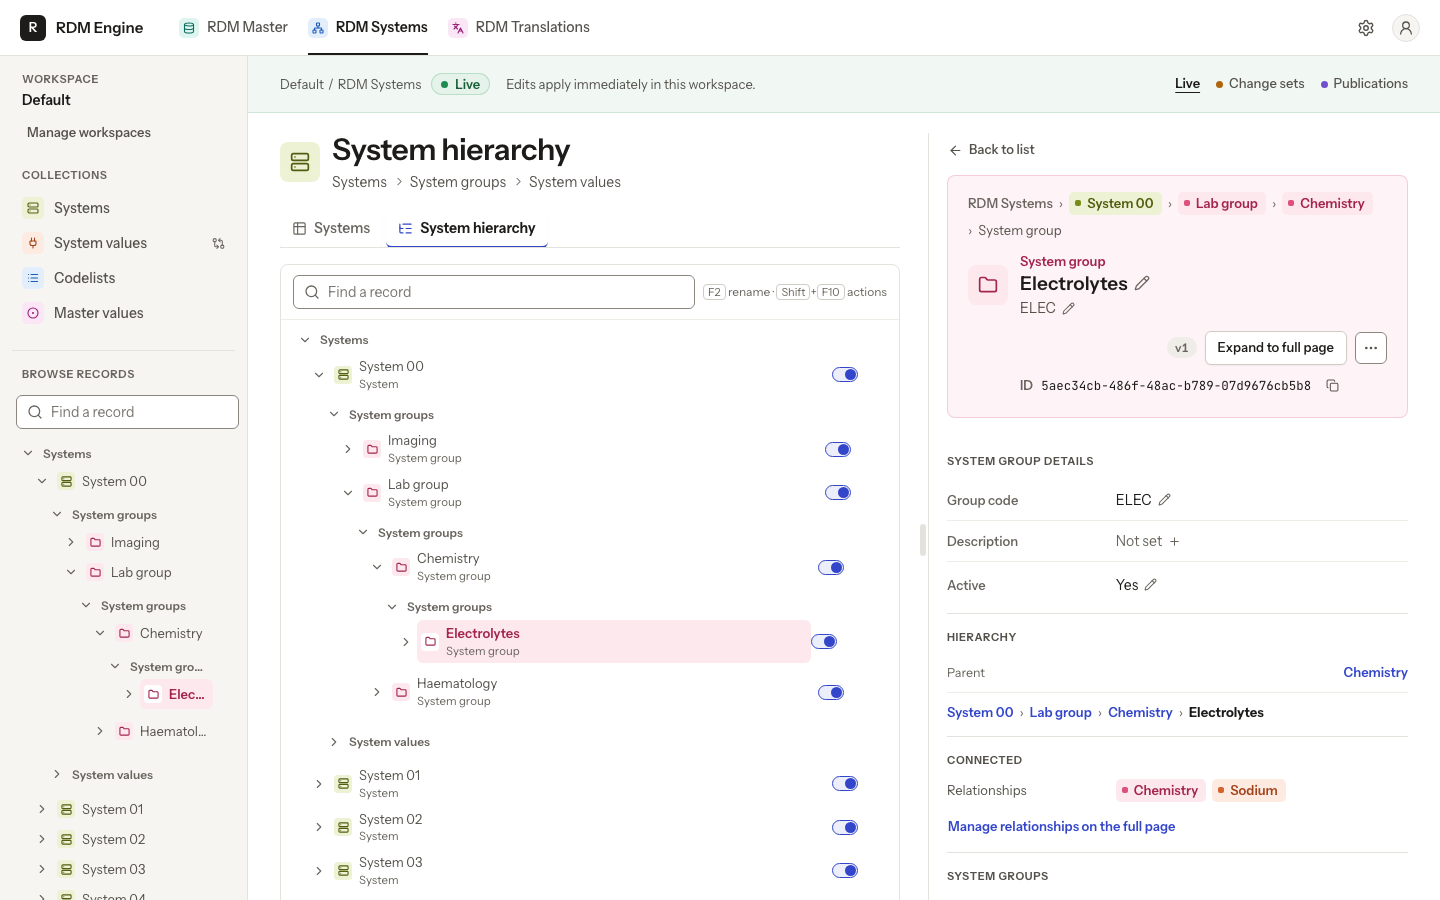 R RDM Engine RDM Master RDM Systems RDM Translations
WORKSPACE
Default
Manage workspaces
COLLECTIONS
Systems
System values
Codelists
Master values
BROWSE RECORDS
Find a record
Systems
System 00
System groups
Imaging
Lab group
System groups
Chemistry
System gro...
Elec...
Haematol...
System values
System 01
System 02
System 03
System 04
Default / RDM Systems Live Edits apply immediately in this workspace. Live Change sets Publications
System hierarchy
Systems > System groups > System values
Systems System hierarchy
Find a record F2 rename · Shift + F10 actions
Systems
System 00
System
System groups
Imaging
System group
Lab group
System group
System groups
Chemistry
System group
System groups
Electrolytes
System group
Haematology
System group
System values
System 01
System
System 02
System
System 03
System
← Back to list
RDM Systems › System 00 › Lab group › Chemistry
› System group
System group
Electrolytes
ELEC
v1 Expand to full page ...
ID 5aec34cb-486f-48ac-b789-07d9676cb5b8
SYSTEM GROUP DETAILS
Group code ELEC
Description Not set +
Active Yes
HIERARCHY
Parent Chemistry
System 00 › Lab group › Chemistry › Electrolytes
CONNECTED
Relationships Chemistry Sodium
Manage relationships on the full page
SYSTEM GROUPS